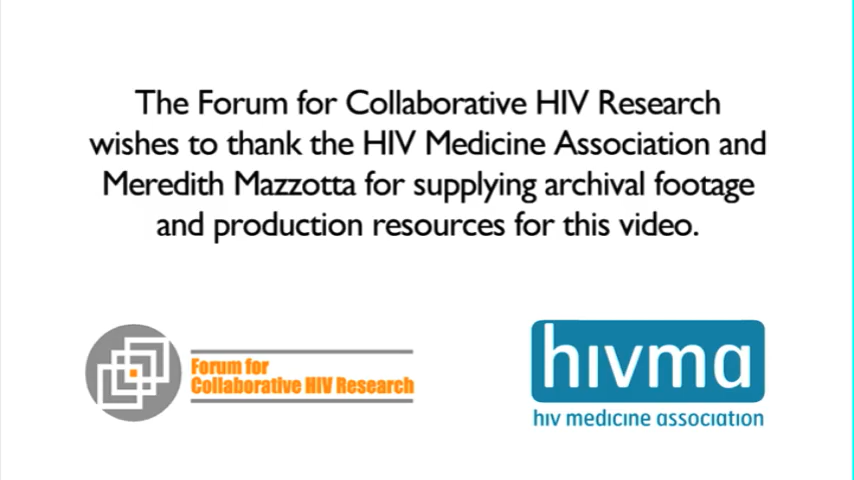 The Forum for Collaborative HIV Research
wishes to thank the HIV Medicine Association and
Meredith Mazzotta for supplying archival footage
and production resources for this video.
Forum for
Collaborative HIV Research
hivma
hiv medicine association